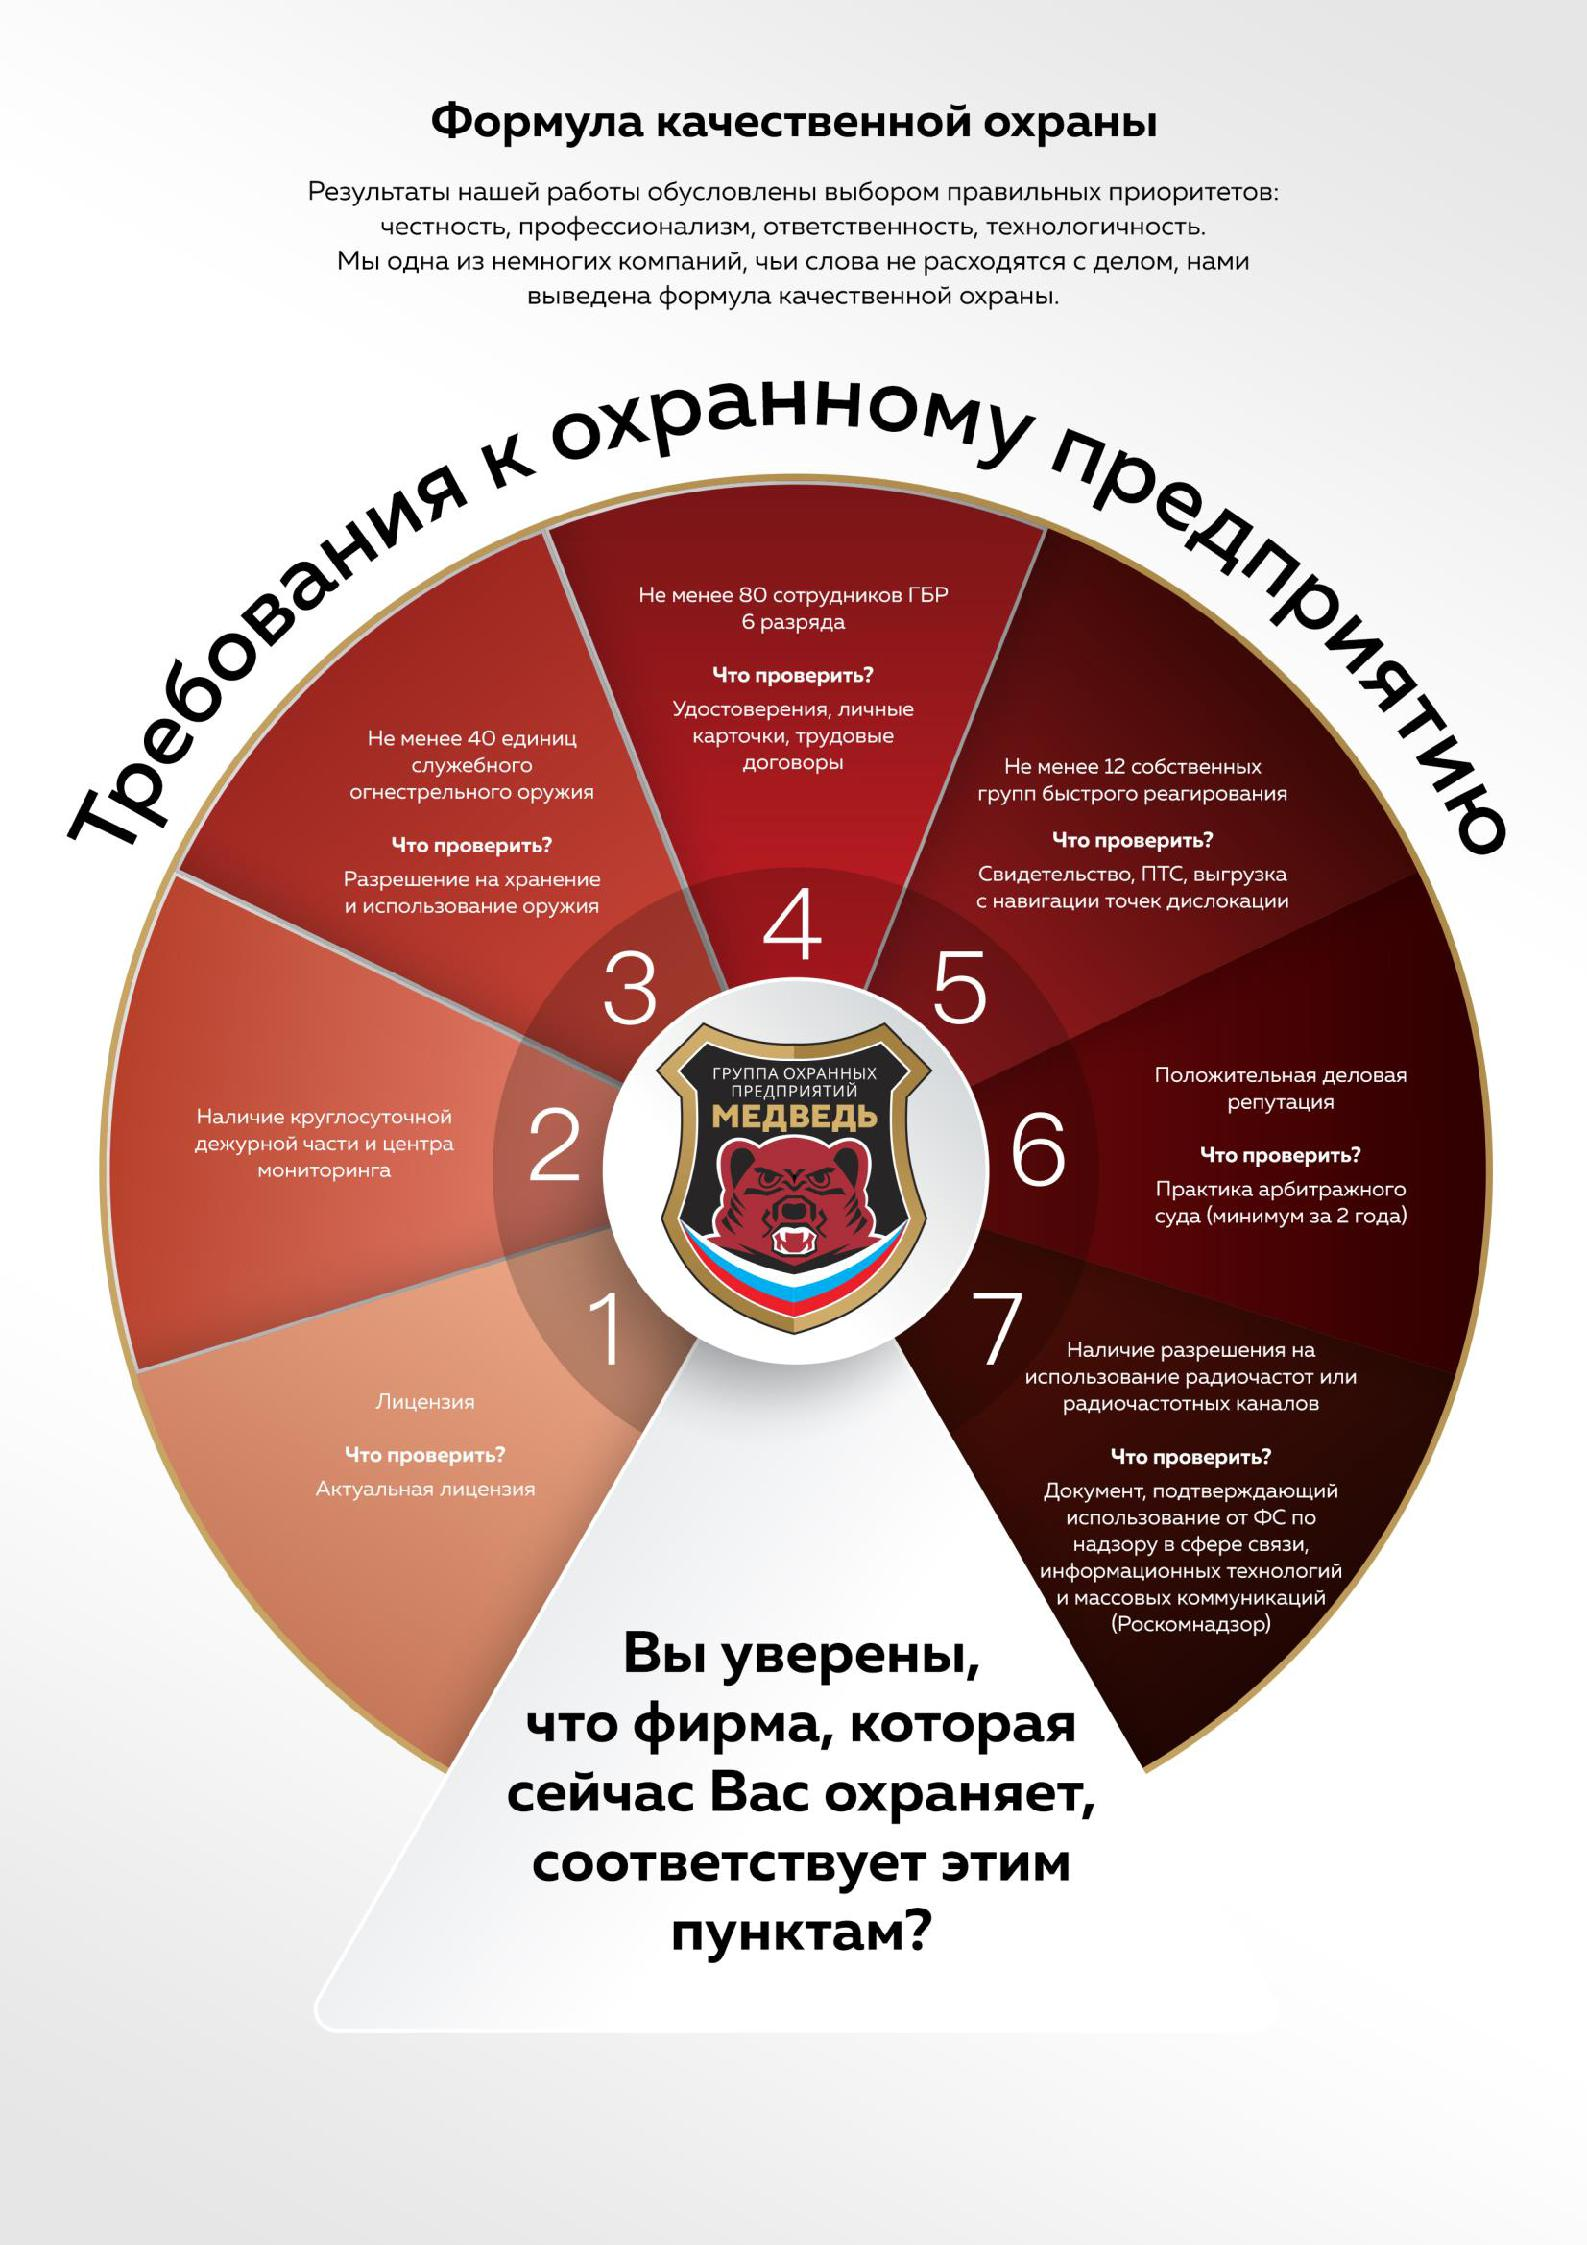 Формула качественной охраны
Результаты нашей работы обусловлены выбором правильных приоритетов:
честность, профессионализм, ответственность, технологичность.
Мы одна из немногих компаний, чьи слова не расходятся с делом, нами
выведена формула качественной охраны.
Требования к охранному предприятию
1
Лицензия
Что проверить?
Актуальная лицензия
2
Наличие круглосуточной
дежурной части и центра
мониторинга
3
Не менее 40 единиц
служебного
огнестрельного оружия
Что проверить?
Разрешение на хранение
и использование оружия
4
Не менее 80 сотрудников ГБР
6 разряда
Что проверить?
Удостоверения, личные
карточки, трудовые
договоры
5
Не менее 12 собственных
групп быстрого реагирования
Что проверить?
Свидетельство, ПТС, выгрузка
с навигации точек дислокации
6
Положительная деловая
репутация
Что проверить?
Практика арбитражного
суда (минимум за 2 года)
7
Наличие разрешения на
использование радиочастот или
радиочастотных каналов
Что проверить?
Документ, подтверждающий
использование от ФС по
надзору в сфере связи,
информационных технологий
и массовых коммуникаций
(Роскомнадзор)
ГРУППА ОХРАННЫХ
ПРЕДПРИЯТИЙ
МЕДВЕДЬ
Вы уверены,
что фирма, которая
сейчас Вас охраняет,
соответствует этим
пунктам?